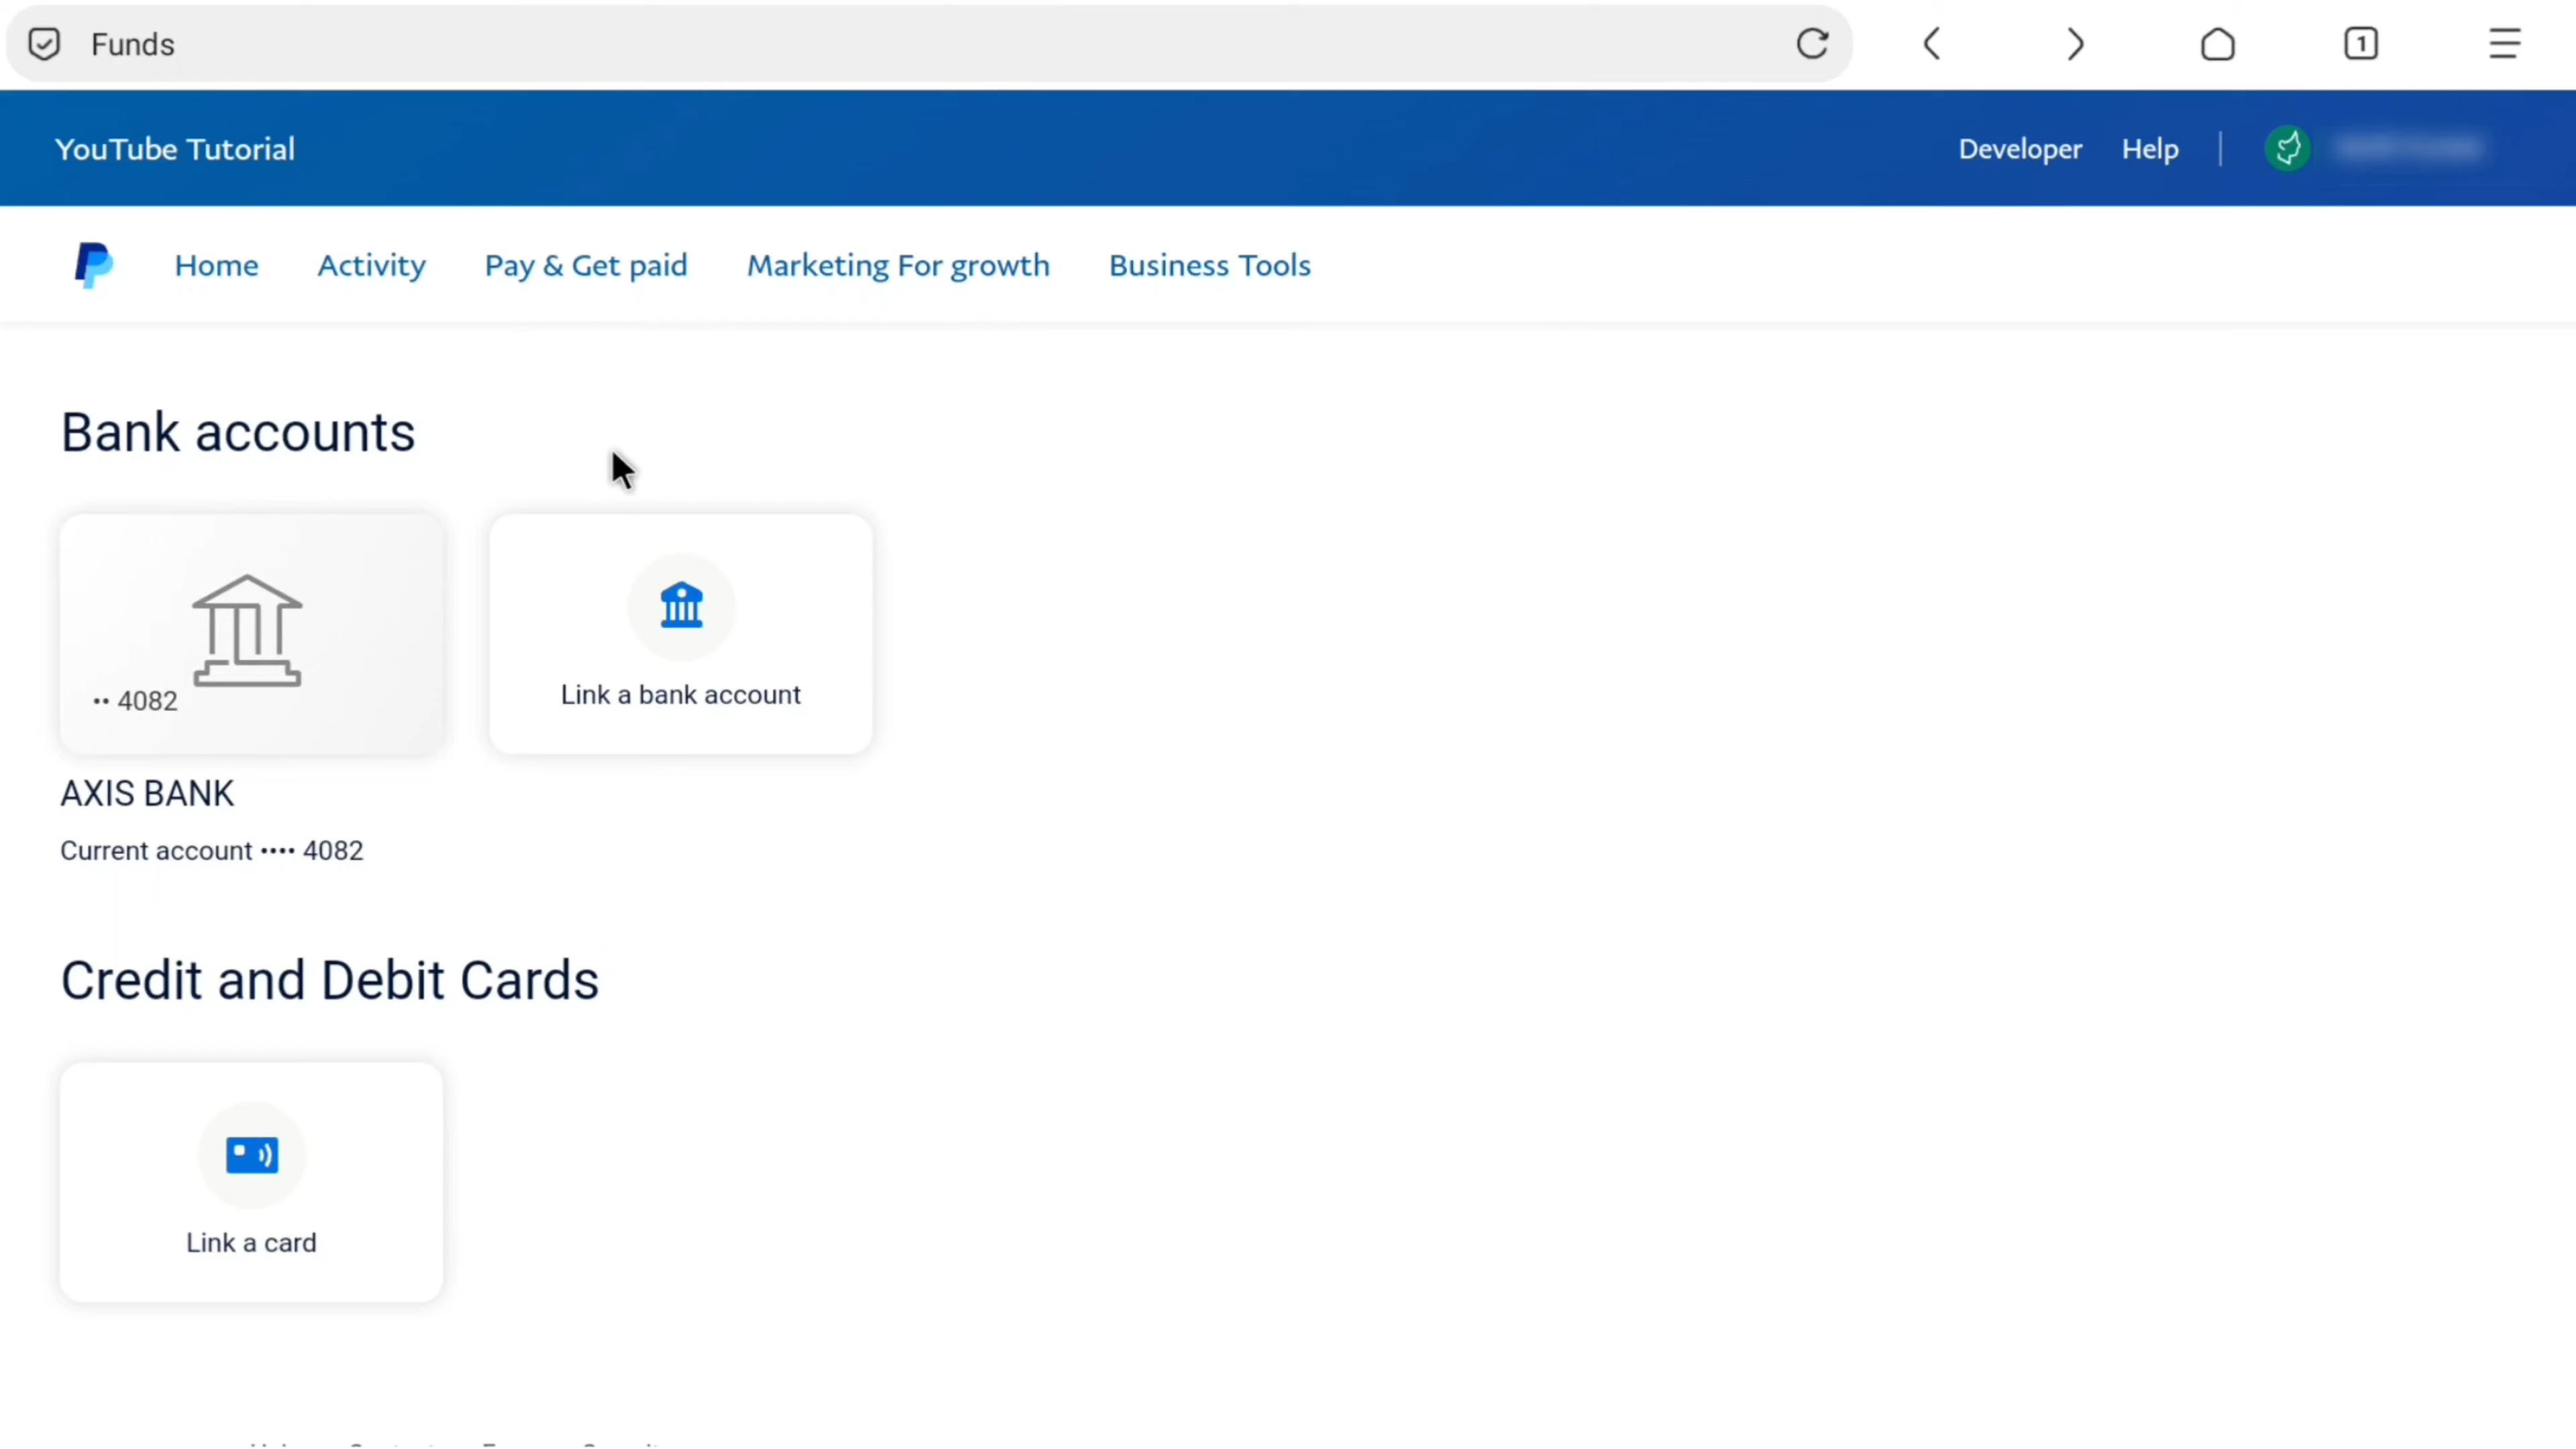 Funds
1
YouTube Tutorial
Developer Help
Home Activity Pay & Get paid Marketing For growth Business Tools
Bank accounts
•• 4082
Link a bank account
AXIS BANK
Current account •••• 4082
Credit and Debit Cards
Link a card